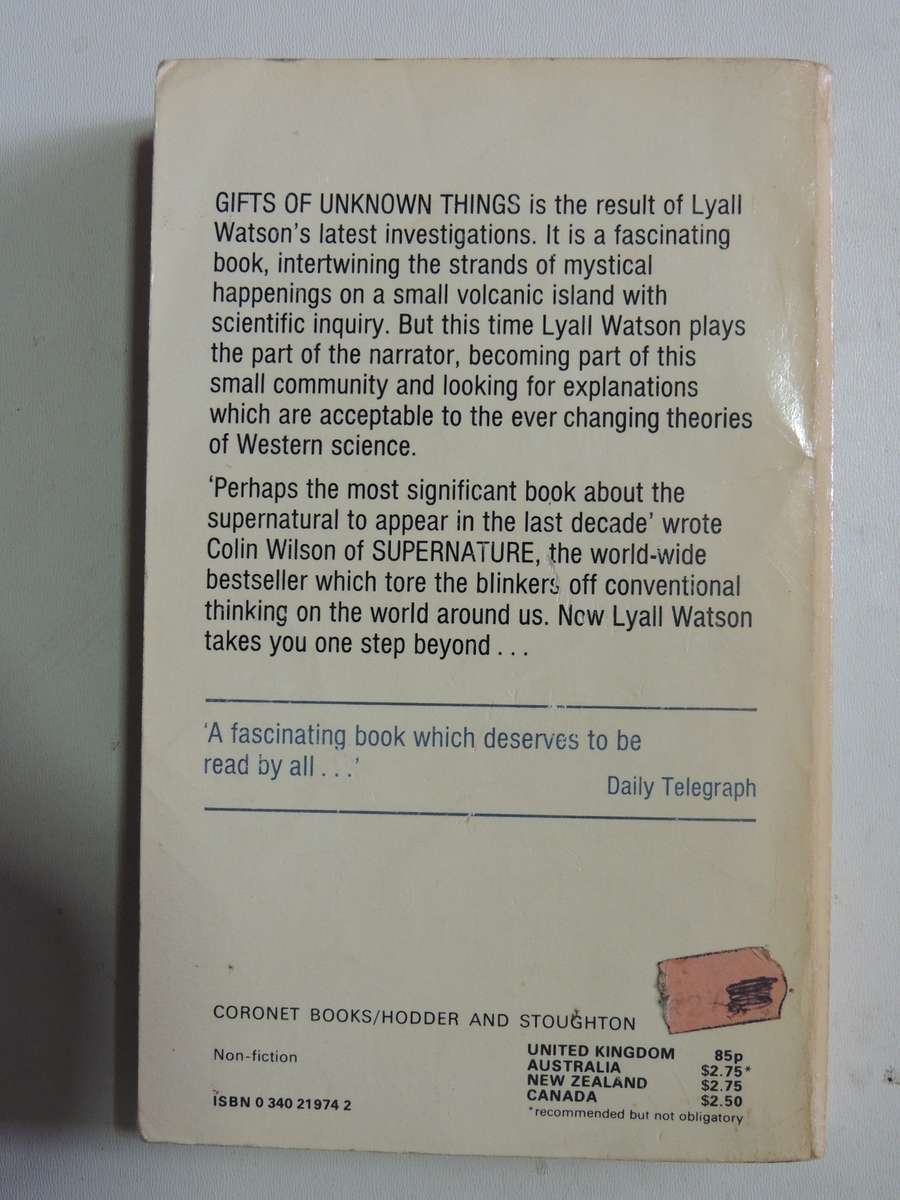 GIFTS OF UNKNOWN THINGS is the result of Lyall
Watson's latest investigations. It is a fascinating
book, intertwining the strands of mystical
happenings on a small volcanic island with
scientific inquiry. But this time Lyall Watson plays
the part of the narrator, becoming part of this
small community and looking for explanations
which are acceptable to the ever changing theories
of Western science.
'Perhaps the most significant book about the
supernatural to appear in the last decade' wrote
Colin Wilson of SUPERNATURE, the world-wide
bestseller which tore the blinkers off conventional
thinking on the world around us. Now Lyall Watson
takes you one step beyond . . .
'A fascinating book which deserves to be
read by all . . .'
Daily Telegraph
CORONET BOOKS/HODDER AND STOUGHTON
Non-fiction
ISBN 0 340 21974 2
UNITED KINGDOM 85p
AUSTRALIA $2.75*
NEW ZEALAND $2.75
CANADA $2.50
*recommended but not obligatory